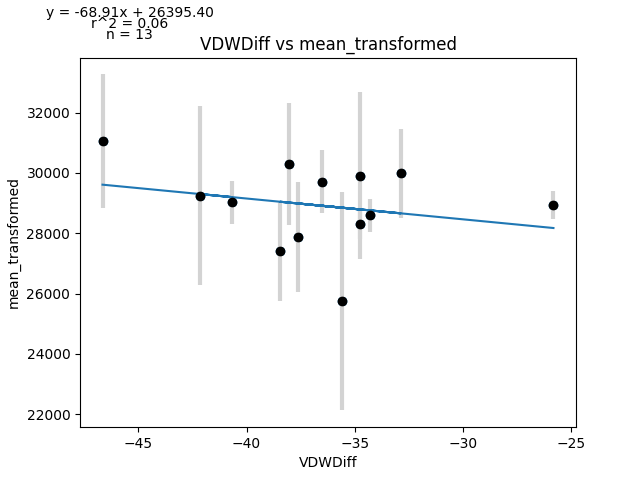 y = -68.91x + 26395.40
r^2 = 0.06
n = 13
VDWDiff vs mean_transformed
mean_transformed
32000
30000
28000
26000
24000
22000
−45
−40
−35
−30
−25
VDWDiff